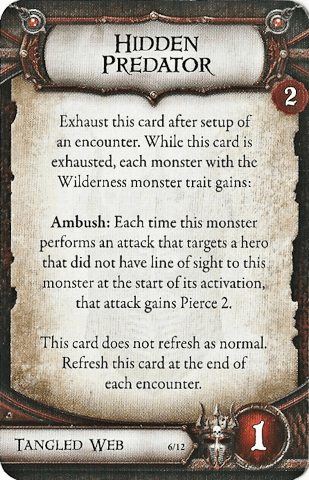 HIDDEN
PREDATOR
2
Exhaust this card after setup of
an encounter. While this card is
exhausted, each monster with the
Wilderness monster trait gains:
Ambush: Each time this monster
performs an attack that targets a hero
that did not have line of sight to this
monster at the start of its activation,
that attack gains Pierce 2.
This card does not refresh as normal.
Refresh this card at the end of
each encounter.
TANGLED WEB
6/12
1